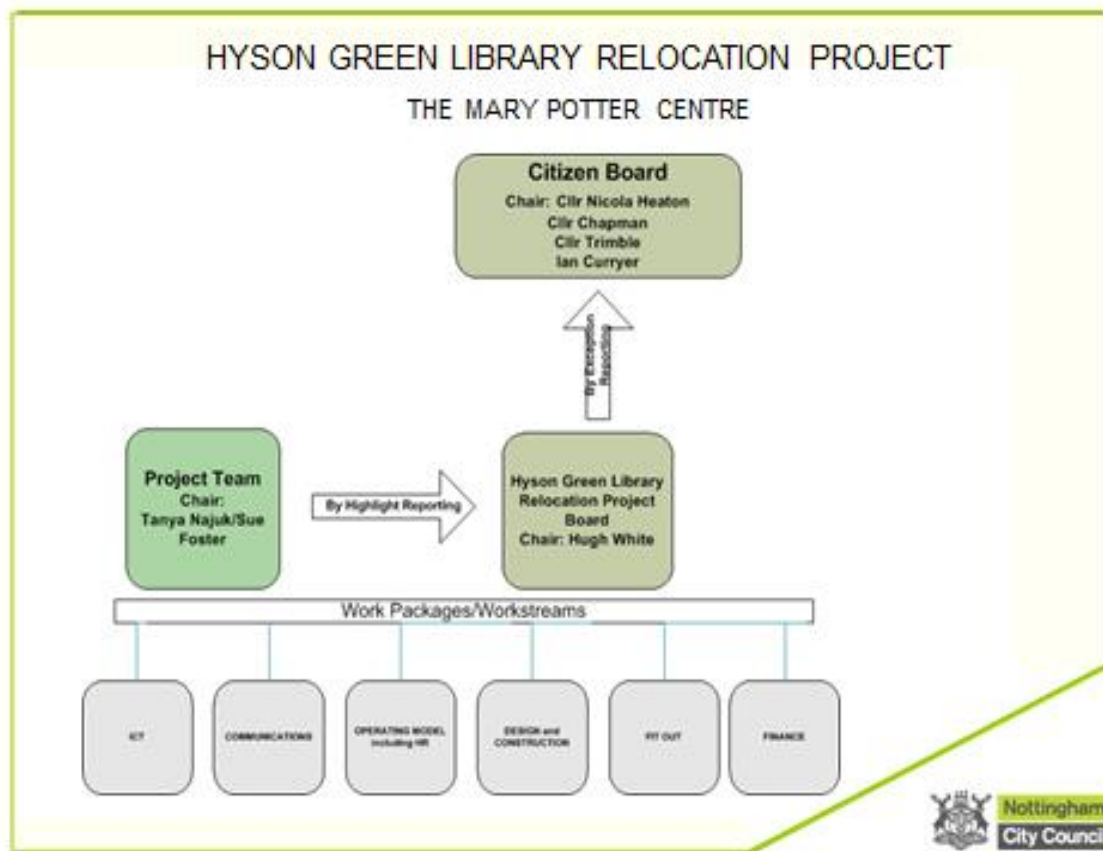 HYSON GREEN LIBRARY RELOCATION PROJECT
THE MARY POTTER CENTRE
Citizen Board
Chair: Cllr Nicola Heaton
Cllr Chapman
Cllr Trimble
Ian Curryer
By Exception
Reporting
Project Team
Chair:
Tanya Najuk/Sue
Foster
By Highlight Reporting
Hyson Green Library
Relocation Project
Board
Chair: Hugh White
Work Packages/Workstreams
ICT
COMMUNICATIONS
OPERATING MODEL
including HR
DESIGN and
CONSTRUCTION
FIT OUT
FINANCE
Nottingham
City Council